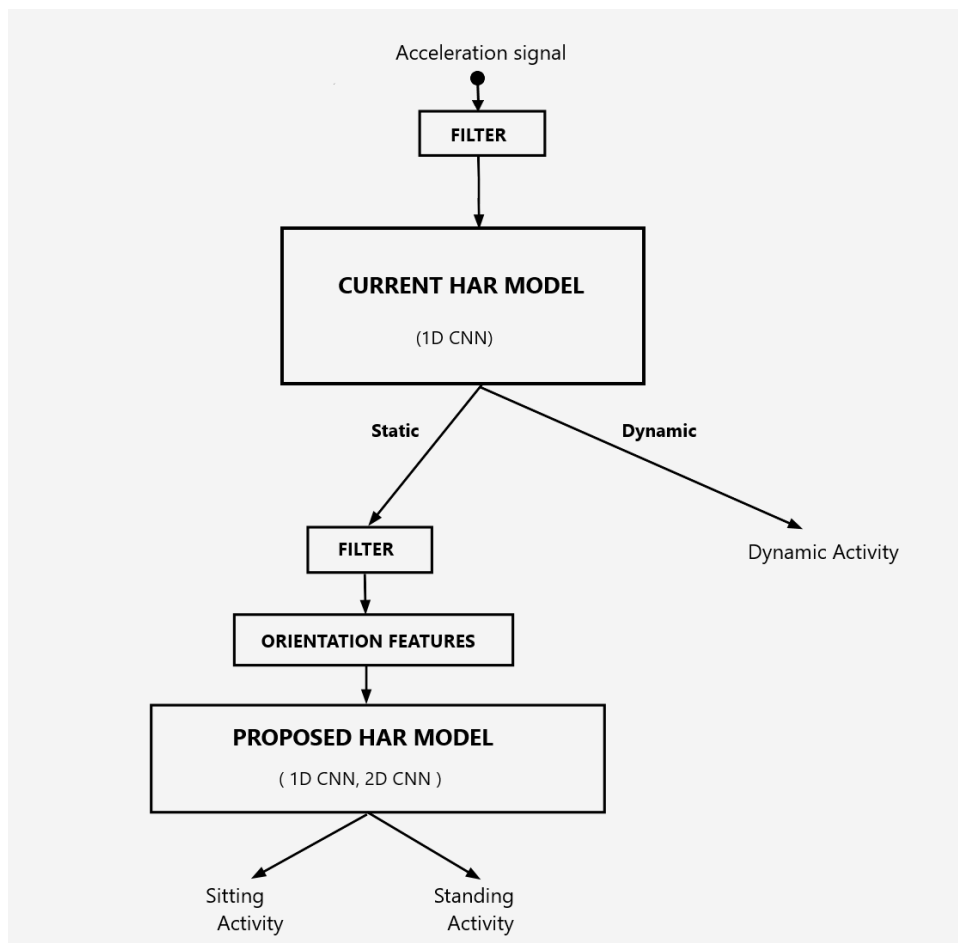 Acceleration signal
FILTER
CURRENT HAR MODEL
(1D CNN)
Static
Dynamic
FILTER
Dynamic Activity
ORIENTATION FEATURES
PROPOSED HAR MODEL
( 1D CNN, 2D CNN )
Sitting
Activity
Standing
Activity